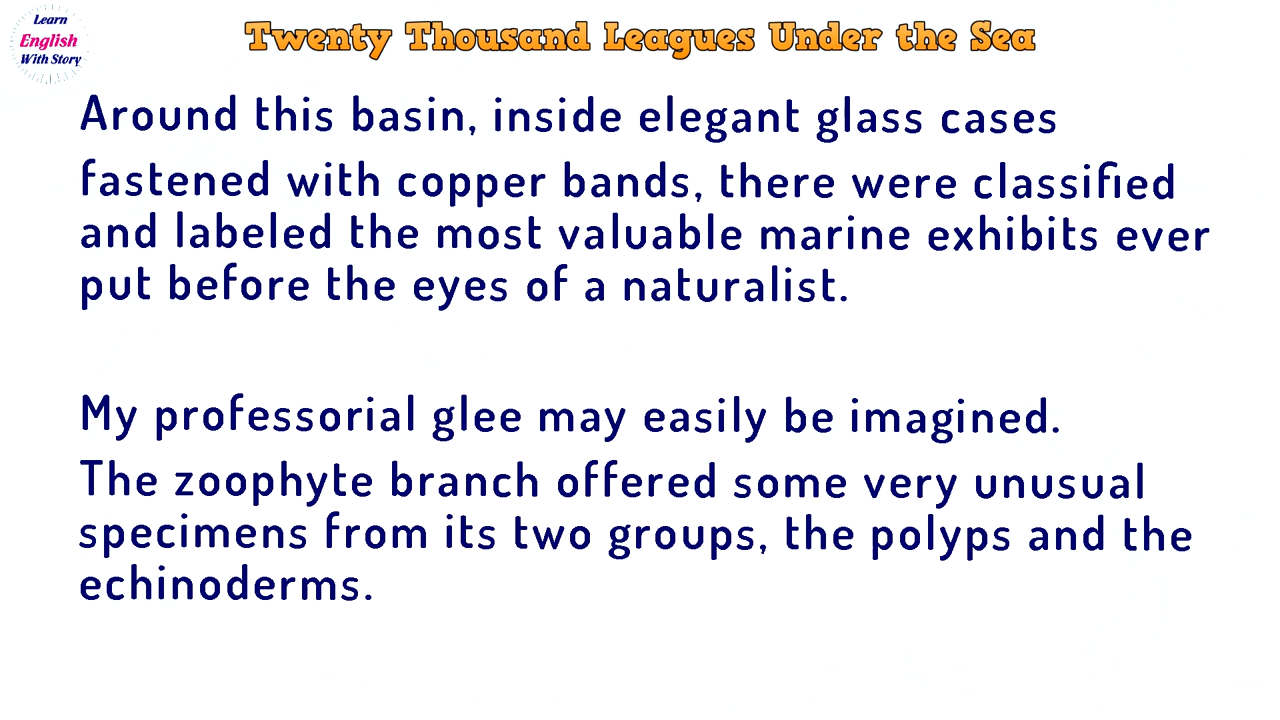 Learn
English
With Story
Twenty Thousand Leagues Under the Sea
Around this basin, inside elegant glass cases
fastened with copper bands, there were classified
and labeled the most valuable marine exhibits ever
put before the eyes of a naturalist.
My professorial glee may easily be imagined.
The zoophyte branch offered some very unusual
specimens from its two groups, the polyps and the
echinoderms.